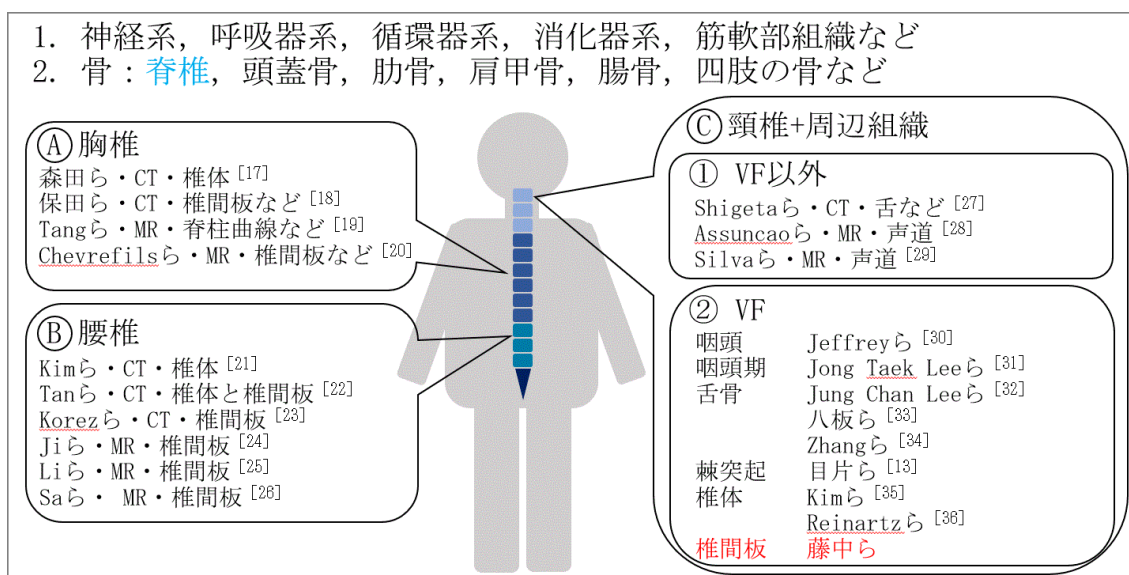 1. 神経系, 呼吸器系, 循環器系, 消化器系, 筋軟部組織など
2. 骨：脊椎, 頭蓋骨, 肋骨, 肩甲骨, 腸骨, 四肢の骨など
Ⓐ胸椎
森田ら・CT・椎体[17]
保田ら・CT・椎間板など[18]
Tangら・MR・脊柱曲線など[19]
Chevrefilsら・MR・椎間板など[20]
Ⓑ腰椎
Kimら・CT・椎体[21]
Tanら・CT・椎体と椎間板[22]
Korezら・CT・椎間板[23]
Jiら・MR・椎間板[24]
Liら・MR・椎間板[25]
Saら・ MR・椎間板[26]
Ⓒ頸椎+周辺組織
① VF以外
Shigetaら・CT・舌など[27]
Assuncaoら・MR・声道[28]
Silvaら・MR・声道[29]
② VF
咽頭 Jeffreyら[30]
咽頭期 Jong Taek Leeら[31]
舌骨 Jung Chan Leeら[32]
八板ら[33]
Zhangら[34]
棘突起 目片ら[13]
椎体 Kimら[35]
Reinartzら[36]
椎間板 藤中ら